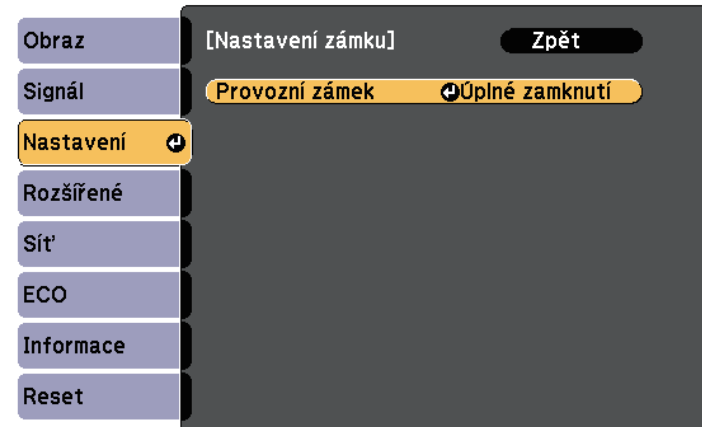 Obraz
Signál
Nastavení
Rozšířené
Síť
ECO
Informace
Reset
[Nastavení zámku] Zpět
Provozní zámek Úplné zamknutí